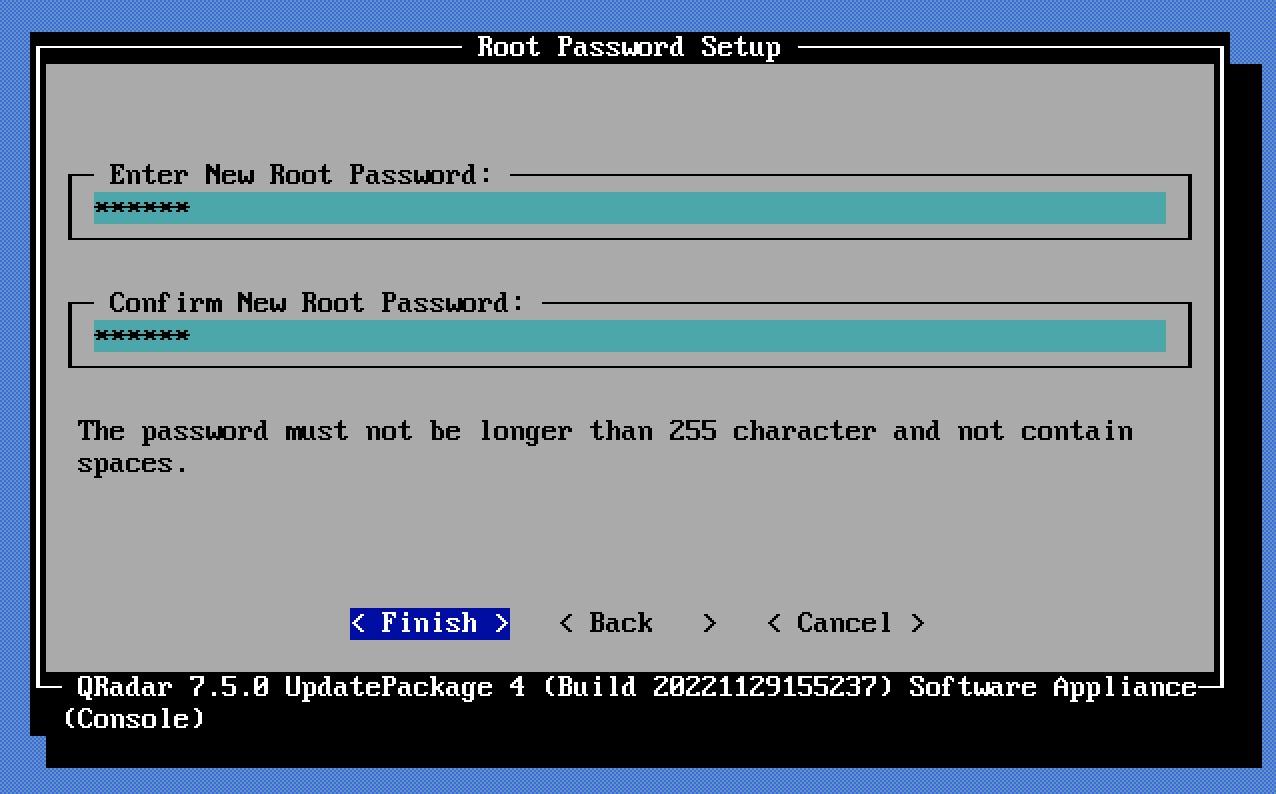 Root Password Setup
Enter New Root Password:
******
Confirm New Root Password:
******
The password must not be longer than 255 character and not contain
spaces.
< Finish > < Back > < Cancel >
QRadar 7.5.0 UpdatePackage 4 (Build 20221129155237) Software Appliance
(Console)